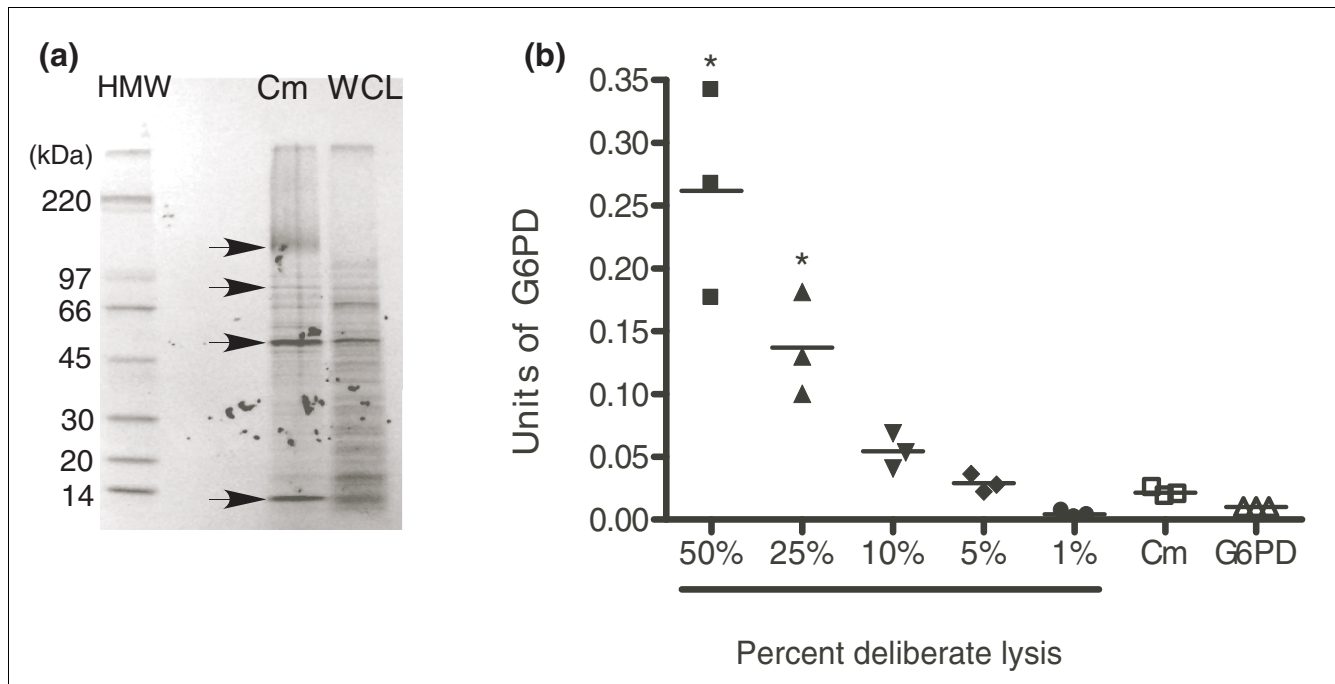 (a)
HMW Cm WCL
(kDa)
220
97
66
45
30
20
14
(b)
Units of G6PD
*
*
0.35
0.30
0.25
0.20
0.15
0.10
0.05
0.00
50% 25% 10% 5% 1% Cm G6PD
Percent deliberate lysis